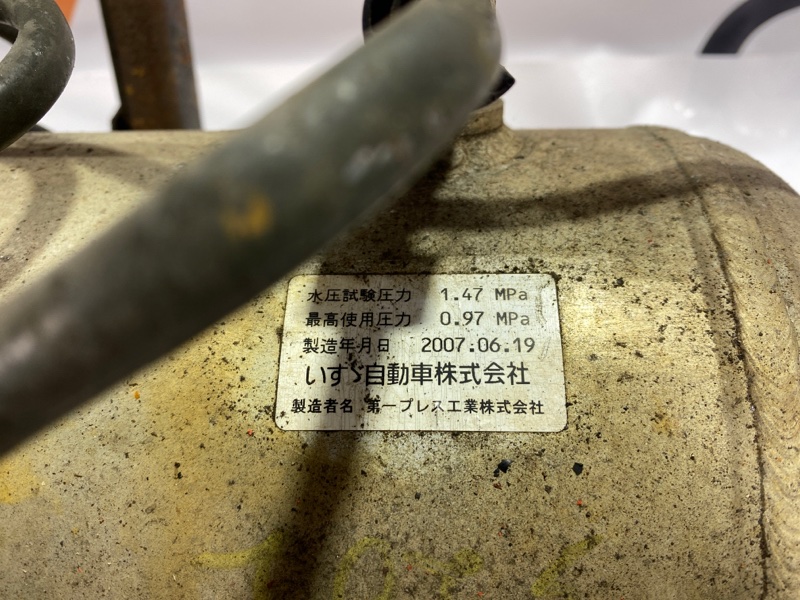 水圧試験圧力 1.47 MPa
最高使用圧力 0.97 MPa
製造年月日 2007.06.19
いすゞ自動車株式会社
製造者名 第一プレス工業株式会社